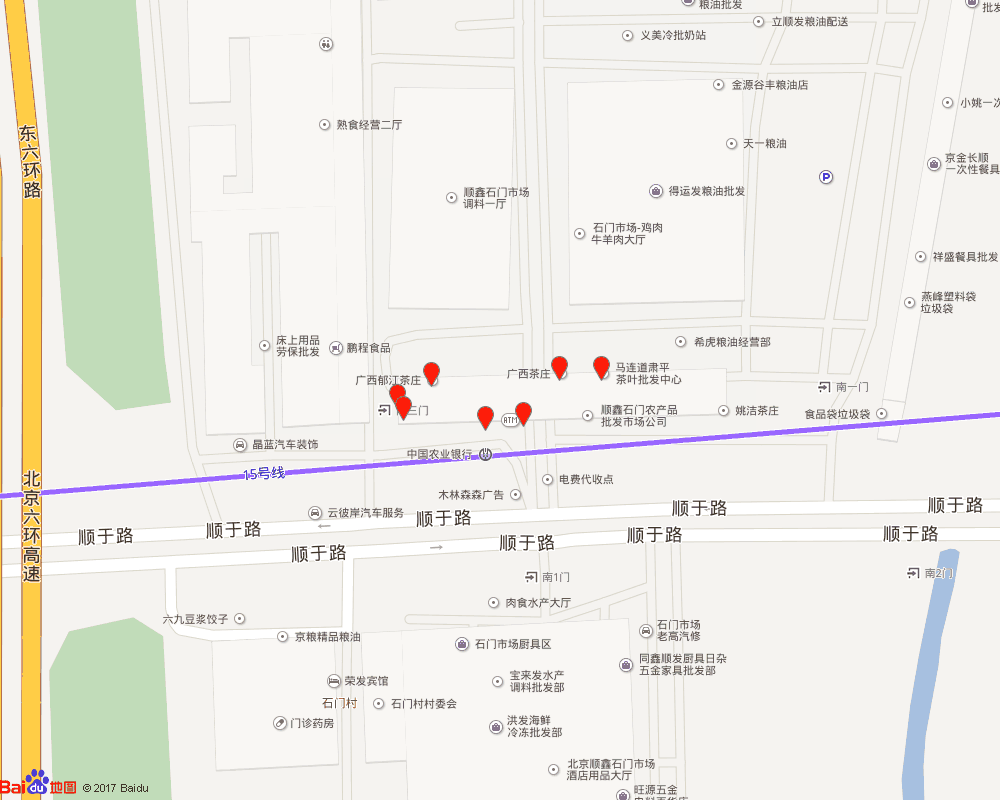 粮油批发
批发
立顺发粮油配送
义美冷批奶站
金源谷丰粮油店
小姚一次
熟食经营二厅
天一粮油
东六环路
京金长顺
一次性餐具
P
得运发粮油批发
顺鑫石门市场
调料一厅
石门市场-鸡肉
牛羊肉大厅
祥盛餐具批发
燕峰塑料袋
垃圾袋
床上用品
劳保批发
鹏程食品
希虎粮油经营部
广西郁江茶庄
广西茶庄
马连道肃平
茶叶批发中心
南一门
三门
ATM
顺鑫石门农产品
批发市场公司
姚洁茶庄
食品袋垃圾袋
晶蓝汽车装饰
中国农业银行
15号线
电费代收点
木林森森广告
北京六环高速
云彼岸汽车服务
顺于路
顺于路
顺于路
顺于路
顺于路
顺于路
顺于路
顺于路
顺于路
南1门
南2门
肉食水产大厅
六九豆浆饺子
京粮精品粮油
石门市场
老高汽修
石门市场厨具区
同鑫顺发厨具日杂
五金家具批发部
荣发宾馆
宝来发水产
调料批发部
石门村
石门村村委会
门诊药房
洪发海鲜
冷冻批发部
北京顺鑫石门市场
酒店用品大厅
旺源五金
Bai du 地图
© 2017 Baidu